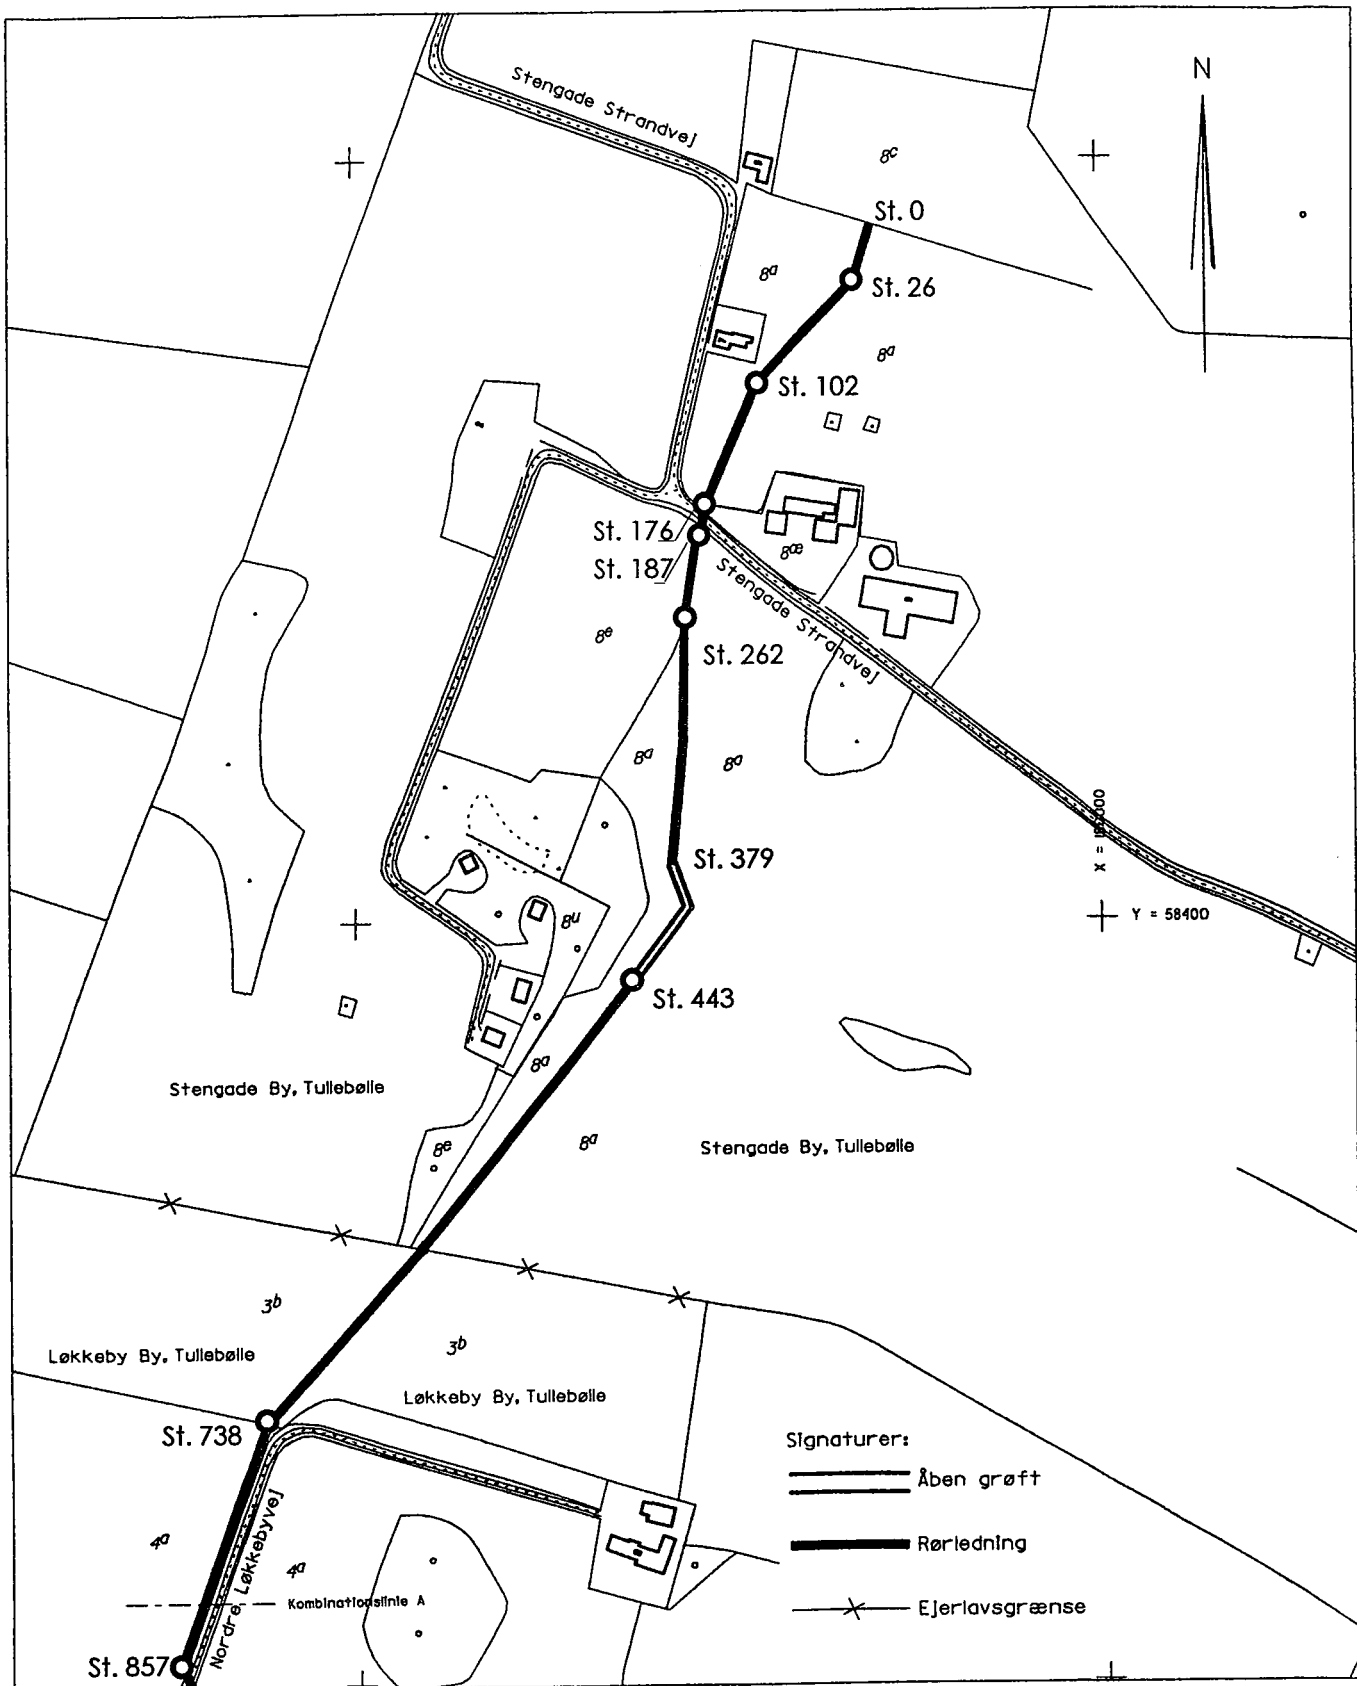 Stengade Strandvej
N
8c
St. 0
8a
St. 26
8a
St. 102
St. 176
St. 187
8æ
Stengade Strandvej
8e
St. 262
8a
8a
St. 379
Y = 58400
8u
St. 443
8a
Stengade By, Tullebølle
8e
8a
Stengade By, Tullebølle
3b
3b
Løkkeby By, Tullebølle
Løkkeby By, Tullebølle
St. 738
Signaturer:
Åben grøft
Rørledning
Ejerlavsgrænse
4a
4a
Nordre Løkkebyvej
Kombinationslinie A
St. 857